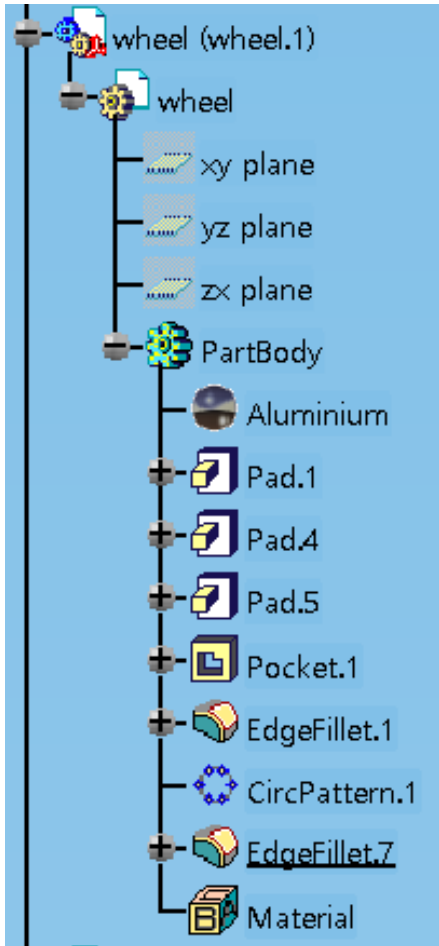 wheel (wheel.1)
wheel
xy plane
yz plane
zx plane
PartBody
Aluminium
Pad.1
Pad.4
Pad.5
Pocket.1
EdgeFillet.1
CircPattern.1
EdgeFillet.7
Material